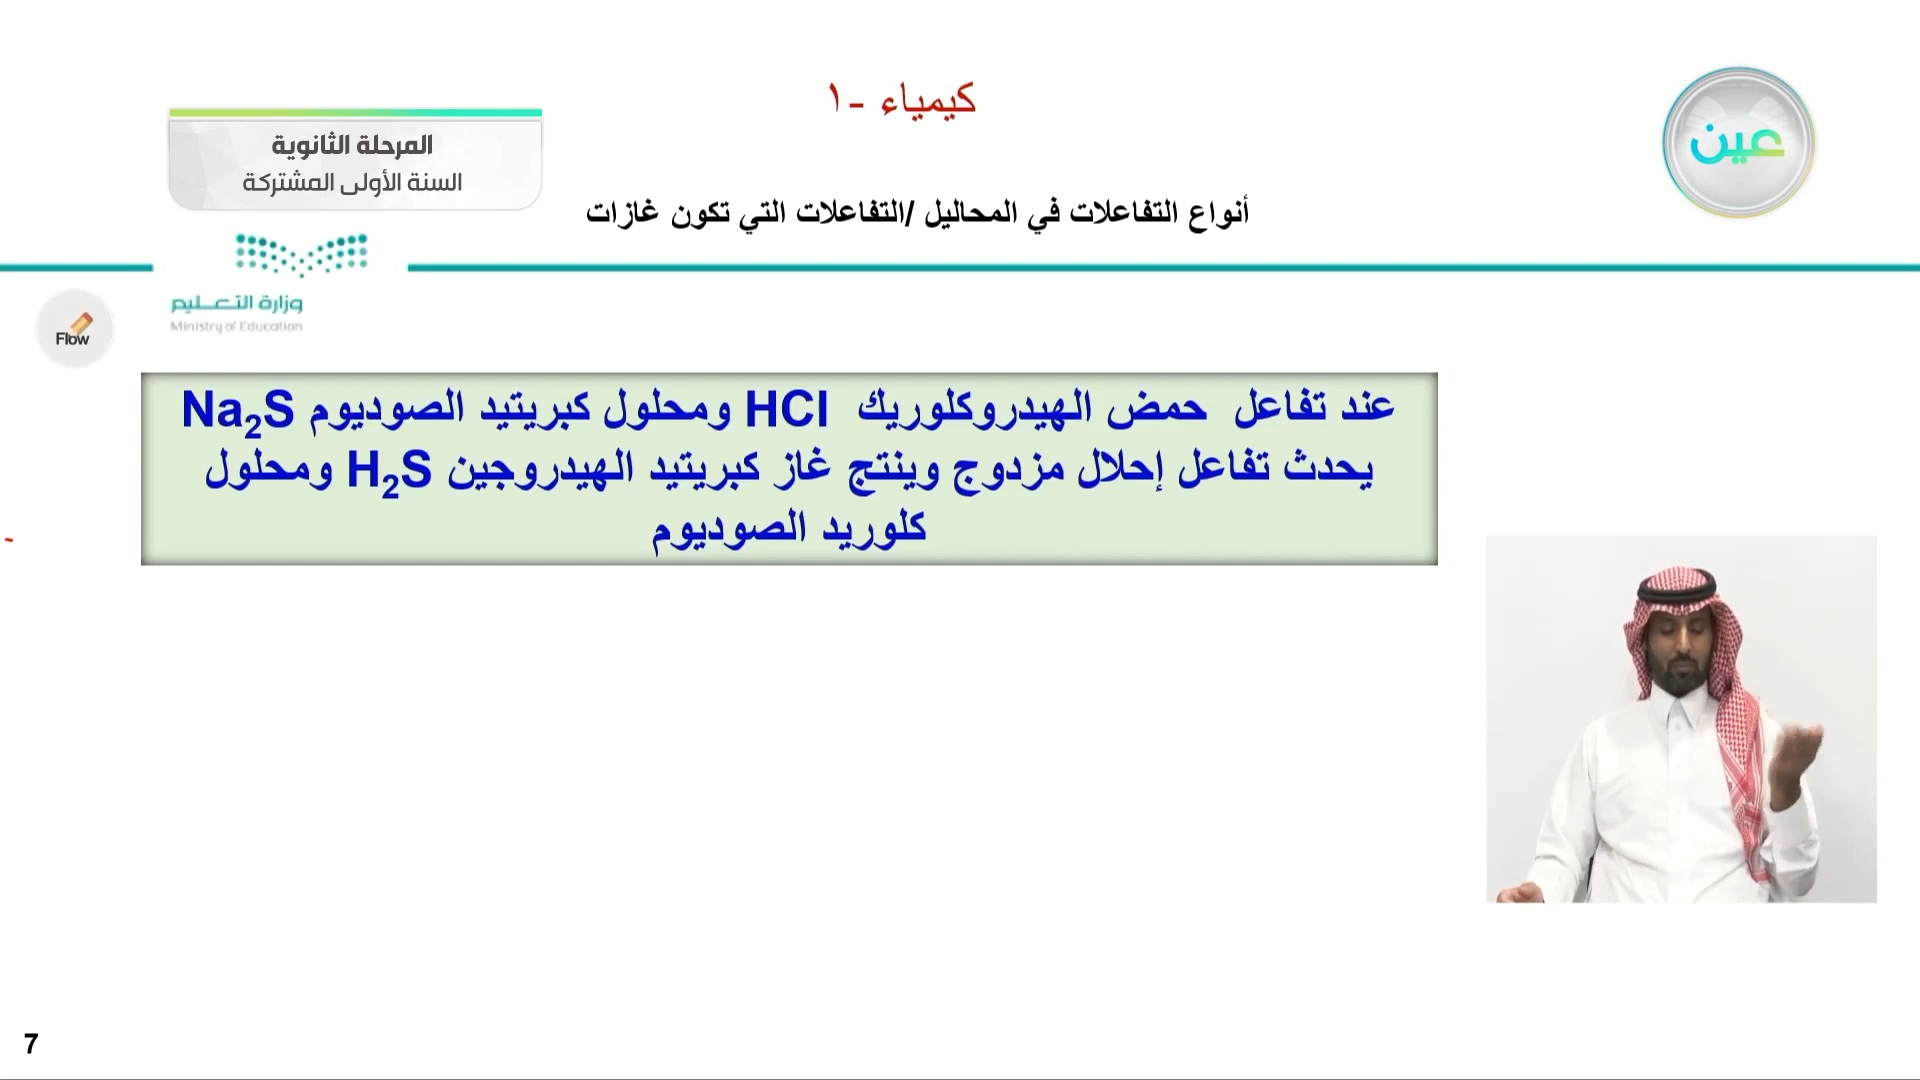 كيمياء -١
عين
المرحلة الثانوية
السنة الأولى المشتركة
أنواع التفاعلات في المحاليل /التفاعلات التي تكون غازات
وزارة التعليم
Ministry of Education
Flow
عند تفاعل حمض الهيدروكلوريك HCl ومحلول كبريتيد الصوديوم Na₂S
يحدث تفاعل إحلال مزدوج وينتج غاز كبريتيد الهيدروجين H₂S ومحلول
كلوريد الصوديوم
7